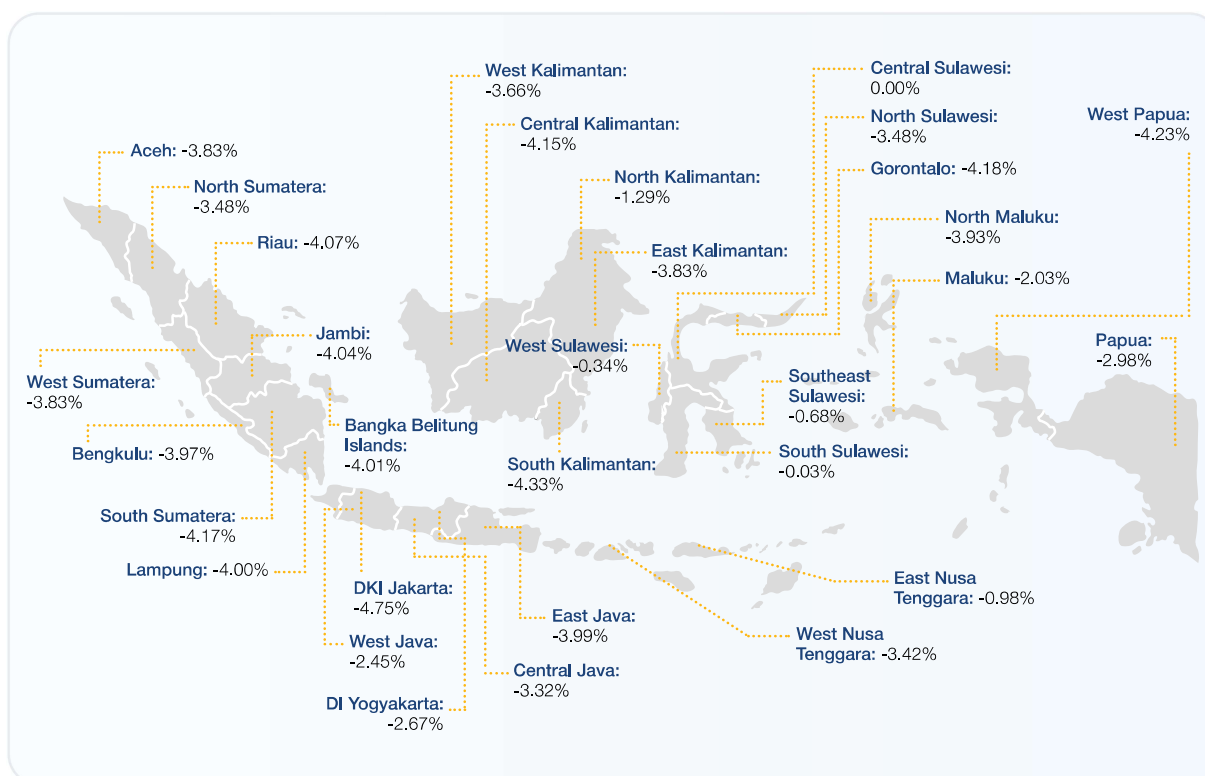 West Kalimantan:
-3.66%
Central Sulawesi:
0.00%
West Papua:
-4.23%
Central Kalimantan:
-4.15%
North Sulawesi:
-3.48%
Aceh: -3.83%
Gorontalo: -4.18%
North Sumatera:
-3.48%
North Kalimantan:
-1.29%
North Maluku:
-3.93%
Riau: -4.07%
East Kalimantan:
-3.83%
Maluku: -2.03%
Jambi:
-4.04%
West Sulawesi:
-0.34%
Papua:
-2.98%
West Sumatera:
-3.83%
Southeast
Sulawesi:
-0.68%
Bangka Belitung
Islands:
-4.01%
Bengkulu: -3.97%
South Kalimantan:
-4.33%
South Sulawesi:
-0.03%
South Sumatera:
-4.17%
Lampung: -4.00%
DKI Jakarta:
-4.75%
East Nusa
Tenggara: -0.98%
East Java:
-3.99%
West Nusa
Tenggara: -3.42%
West Java:
-2.45%
Central Java:
-3.32%
DI Yogyakarta:
-2.67%